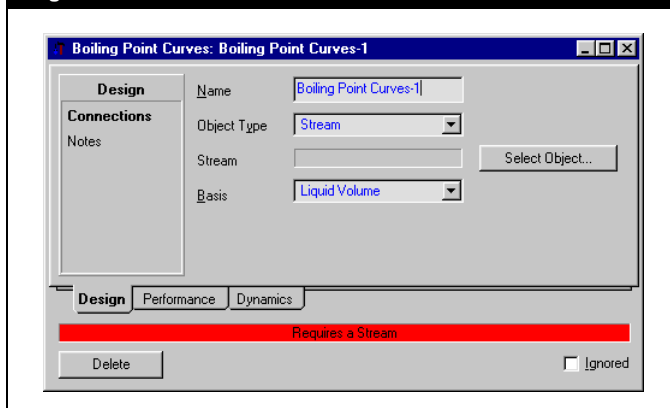 Boiling Point Curves: Boiling Point Curves-1
Design
Connections
Notes
Name Boiling Point Curves-1
Object Type Stream
Stream Select Object...
Basis Liquid Volume
Design Performance Dynamics
Requires a Stream
Delete Ignored